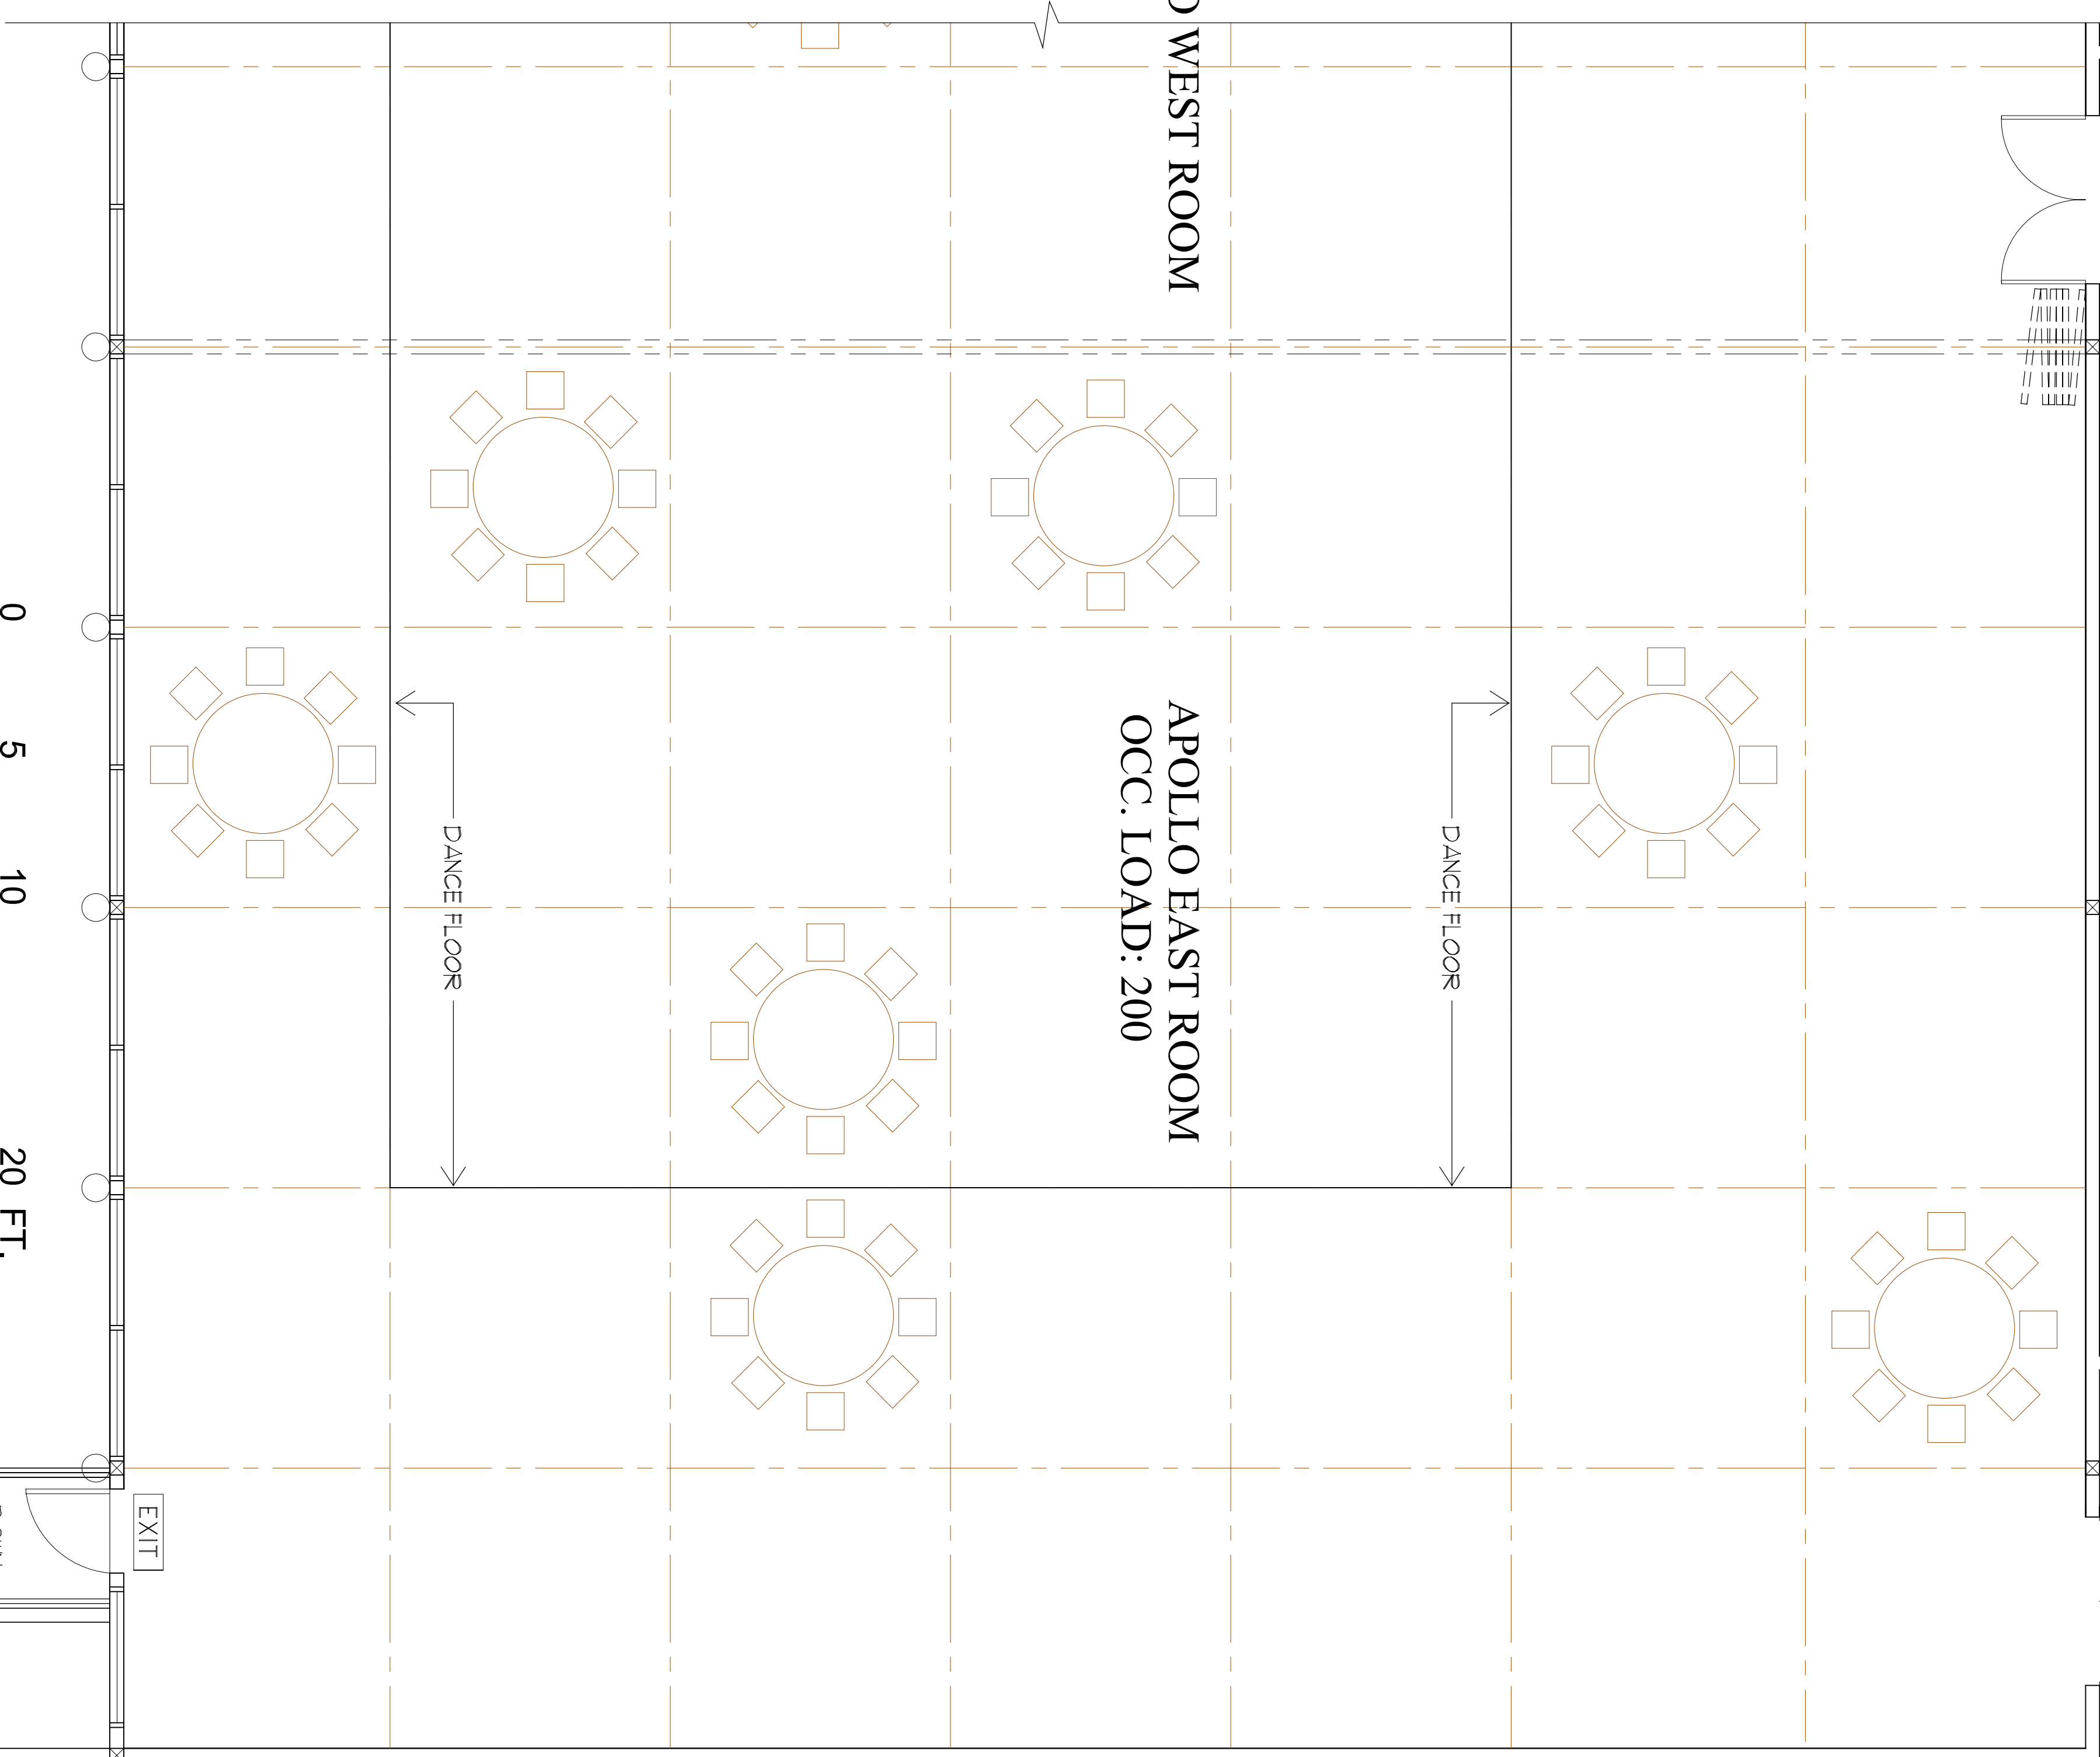 WEST ROOM
APOLLO EAST ROOM
OCC. LOAD: 200
DANCE FLOOR
DANCE FLOOR
0 5 10 20 FT.
EXIT